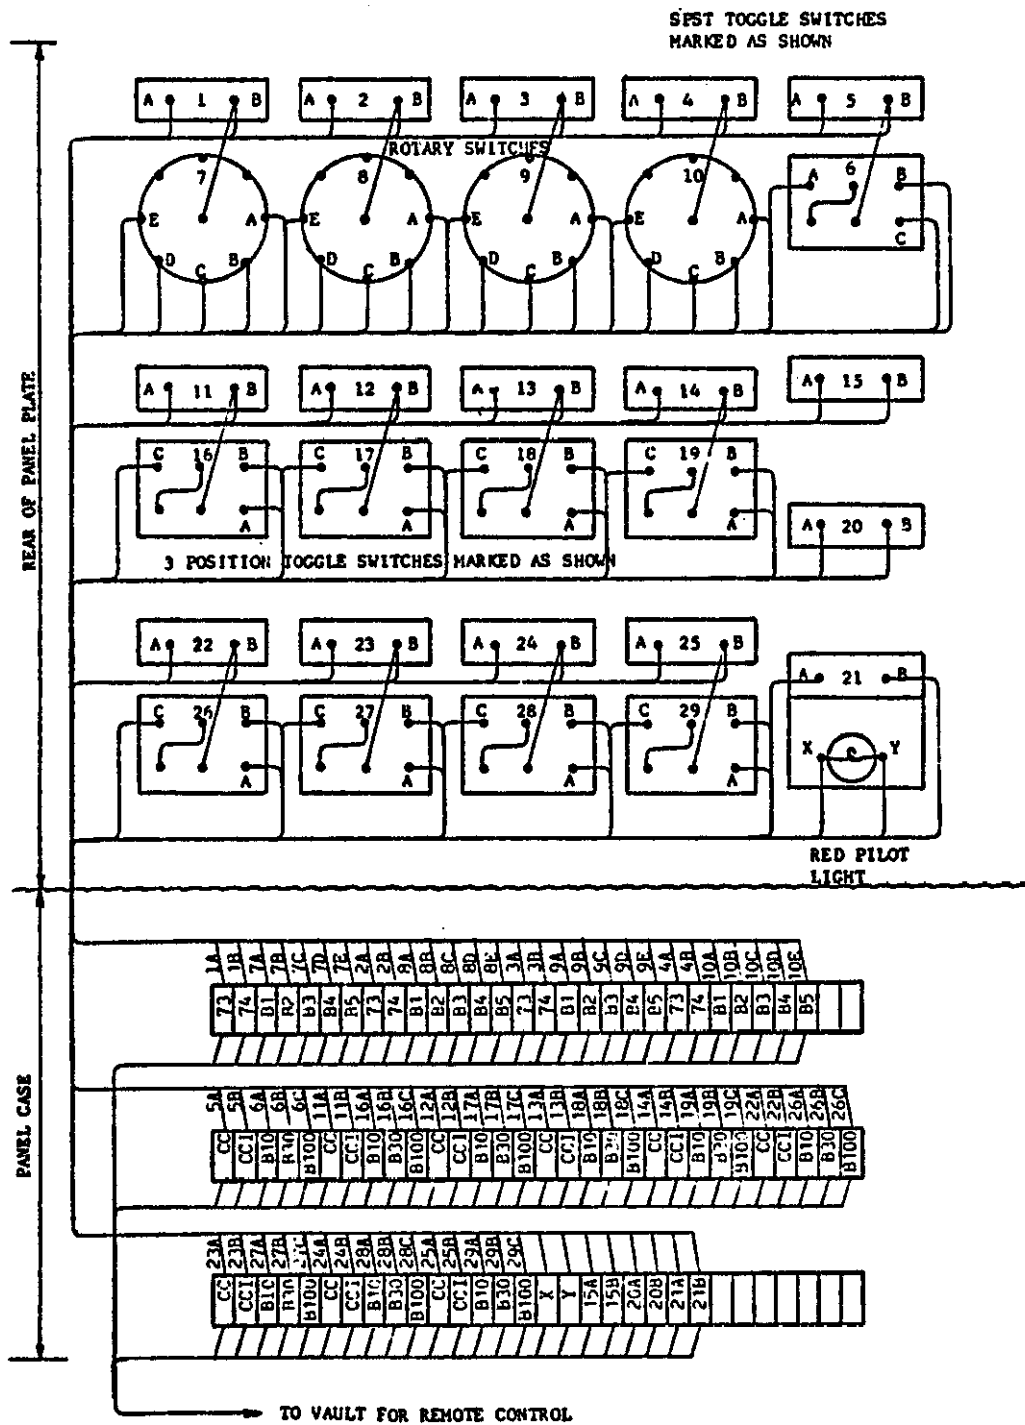 SPST TOGGLE SWITCHES
MARKED AS SHOWN
A 1 B A 2 B A 3 B A 4 B A 5 B
ROTARY SWITCHES
7 8 9 10 A 6 B
E A E A E A E A C
D C B D C B D C B D C B
A 11 B A 12 B A 13 B A 14 B A 15 B
C 16 B C 17 B C 18 B C 19 B
A A A A A 20 B
3 POSITION TOGGLE SWITCHES MARKED AS SHOWN
A 22 B A 23 B A 24 B A 25 B
A 21 B
C 26 B C 27 B C 28 B C 29 B
A A A A
X Y
RED PILOT
LIGHT
REAR OF PANEL PLATE
PANEL CASE
1A 1B 7A 7B 7C 7D 7E 2A 2B 8A 8B 8C 8D 8E 3A 3B 9A 9B 9C 9D 9E 4A 4B 10A 10B 10C 10D 10E
73 74 B1 B2 B3 B4 B5 73 74 B1 B2 B3 B4 B5 73 74 B1 B2 B3 B4 B5 73 74 B1 B2 B3 B4 B5
5A 5B 6A 6B 6C 11A 11B 16A 16B 16C 12A 12B 17A 17B 17C 13A 13B 18A 18B 18C 14A 14B 19A 19B 19C 22A 22B 26A 26B 26C
CC CCI B10 B30 B100 CC CCI B10 B30 B100 CC CCI B10 B30 B100 CC CCI B10 B30 B100 CC CCI B10 B30 B100 CC CCI B10 B30 B100
23A 23B 27A 27B 27C 24A 24B 28A 28B 28C 25A 25B 29A 29B 29C
CC CCI B10 B30 B100 CC CCI B10 B30 B100 CC CCI B10 B30 B100 X Y 15A 15B 20A 20B 21A 21B
TO VAULT FOR REMOTE CONTROL